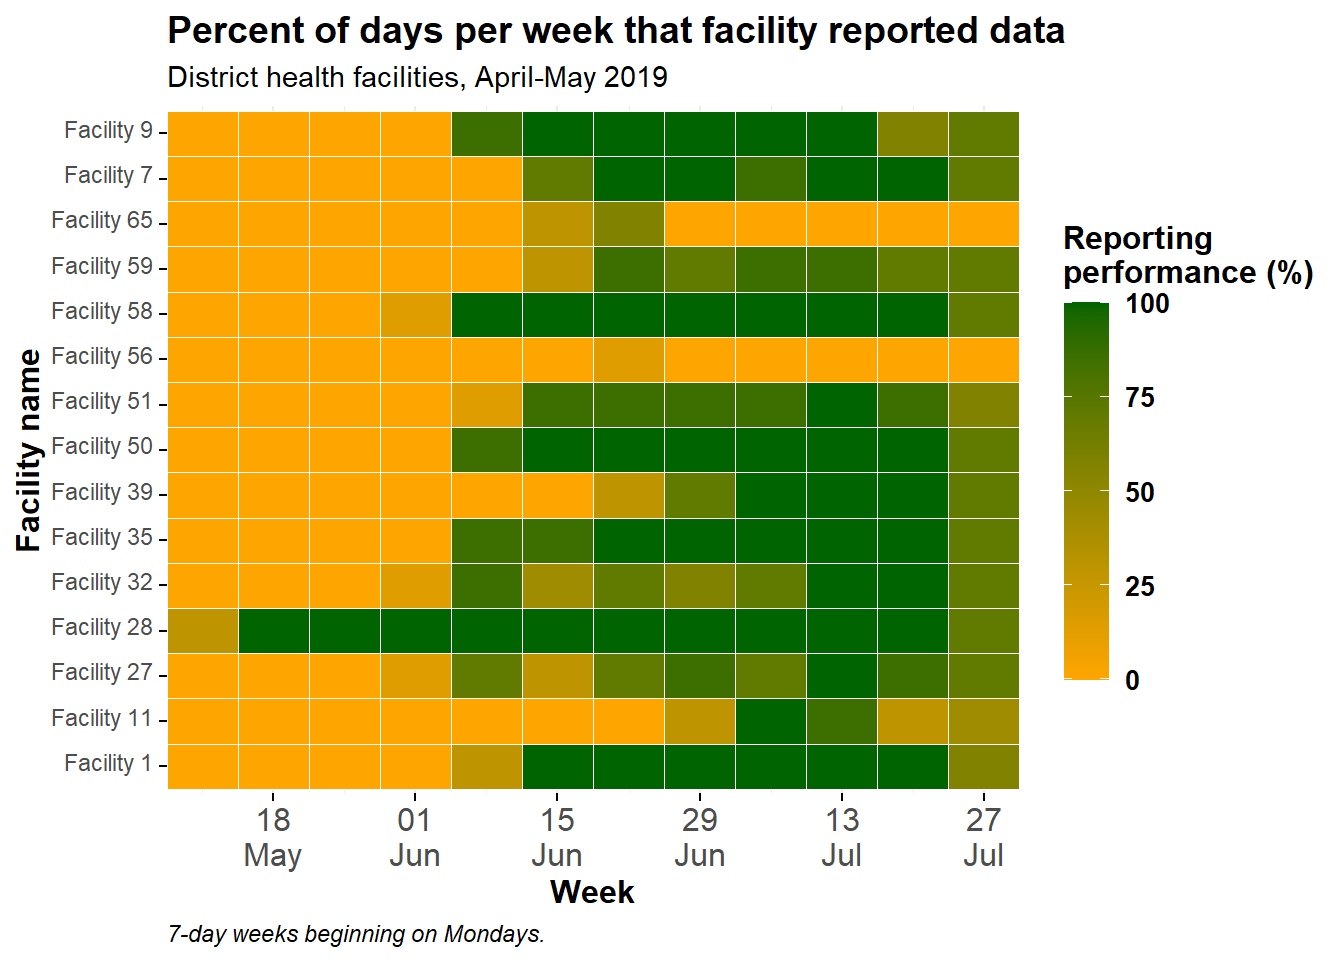 Percent of days per week that facility reported data
District health facilities, April-May 2019
Facility name
Facility 9
Facility 7
Facility 65
Facility 59
Facility 58
Facility 56
Facility 51
Facility 50
Facility 39
Facility 35
Facility 32
Facility 28
Facility 27
Facility 11
Facility 1
18 01 15 29 13 27
May Jun Jun Jun Jul Jul
Week
7-day weeks beginning on Mondays.
Reporting
performance (%)
100
75
50
25
0